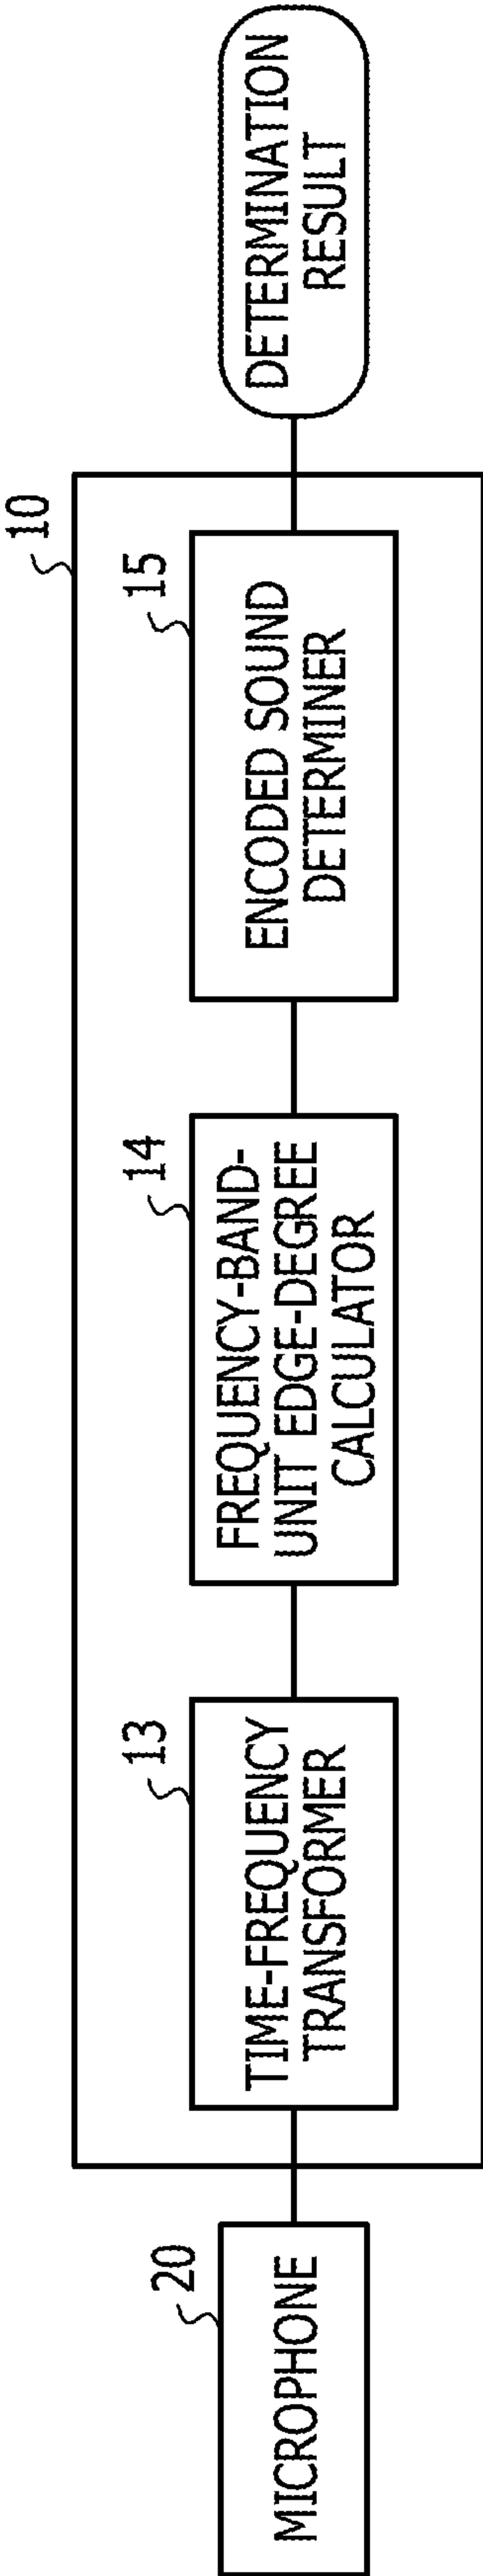 10
20
MICROPHONE
13
TIME-FREQUENCY
TRANSFORMER
14
FREQUENCY-BAND-
UNIT EDGE-DEGREE
CALCULATOR
15
ENCODED SOUND
DETERMINER
DETERMINATION
RESULT